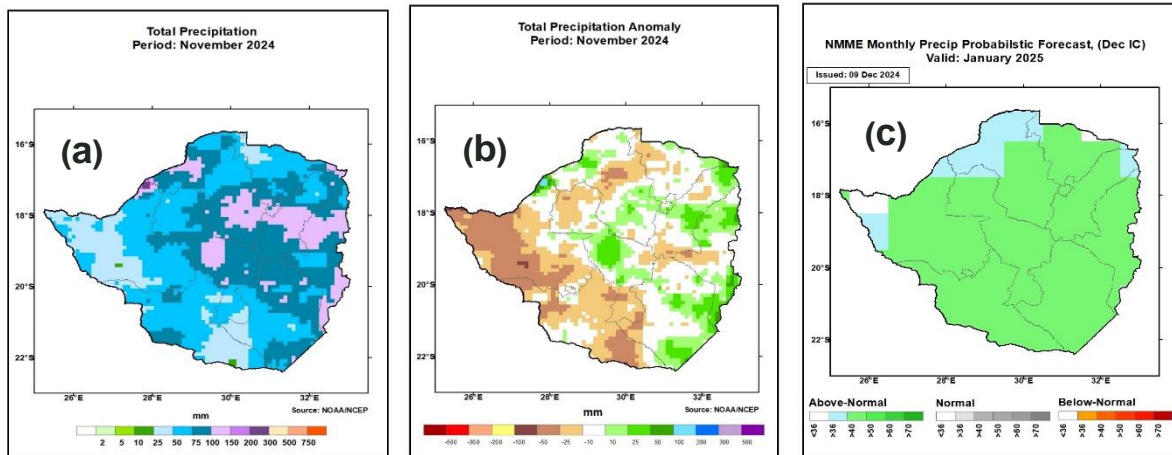 Total Precipitation
Period: November 2024
(a)
16°S
18°S
20°S
22°S
26°E
28°E
30°E
32°E
mm
Source: NOAA/NCEP
2 5 10 25 50 75 100 150 200 300 500 750
Total Precipitation Anomaly
Period: November 2024
(b)
16°S
18°S
20°S
22°S
26°E
28°E
30°E
32°E
mm
Source: NOAA/NCEP
-500 -300 -200 -100 -50 -25 -10 10 25 50 100 200 300 500
NMME Monthly Precip Probabilstic Forecast, (Dec IC)
Valid: January 2025
Issued: 09 Dec 2024
(c)
16°S
18°S
20°S
22°S
26°E
28°E
30°E
32°E
Above-Normal
<36 >36 >40 >50 >60 >70
Normal
<36 >36 >40 >50 >60 >70
Below-Normal
<36 >36 >40 >50 >60 >70